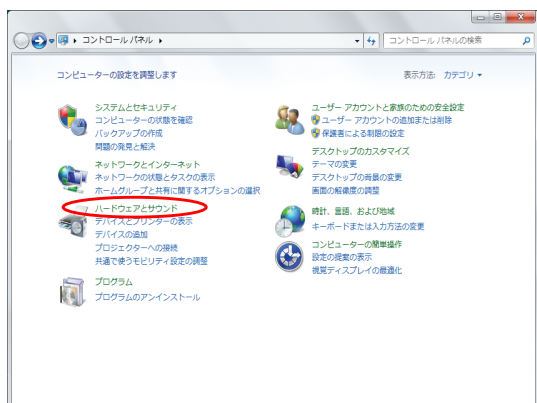 コントロール パネル
コントロール パネルの検索
コンピューターの設定を調整します
表示方法: カテゴリ
システムとセキュリティ
コンピューターの状態を確認
バックアップの作成
問題の発見と解決
ネットワークとインターネット
ネットワークの状態とタスクの表示
ホームグループと共有に関するオプションの選択
ハードウェアとサウンド
デバイスとプリンターの表示
デバイスの追加
プロジェクターへの接続
共通で使うモビリティ設定の調整
プログラム
プログラムのアンインストール
ユーザー アカウントと家族のための安全設定
ユーザー アカウントの追加または削除
保護者による制限の設定
デスクトップのカスタマイズ
テーマの変更
デスクトップの背景の変更
画面の解像度の調整
時計、言語、および地域
キーボードまたは入力方法の変更
コンピューターの簡単操作
設定の提案の表示
視覚ディスプレイの最適化